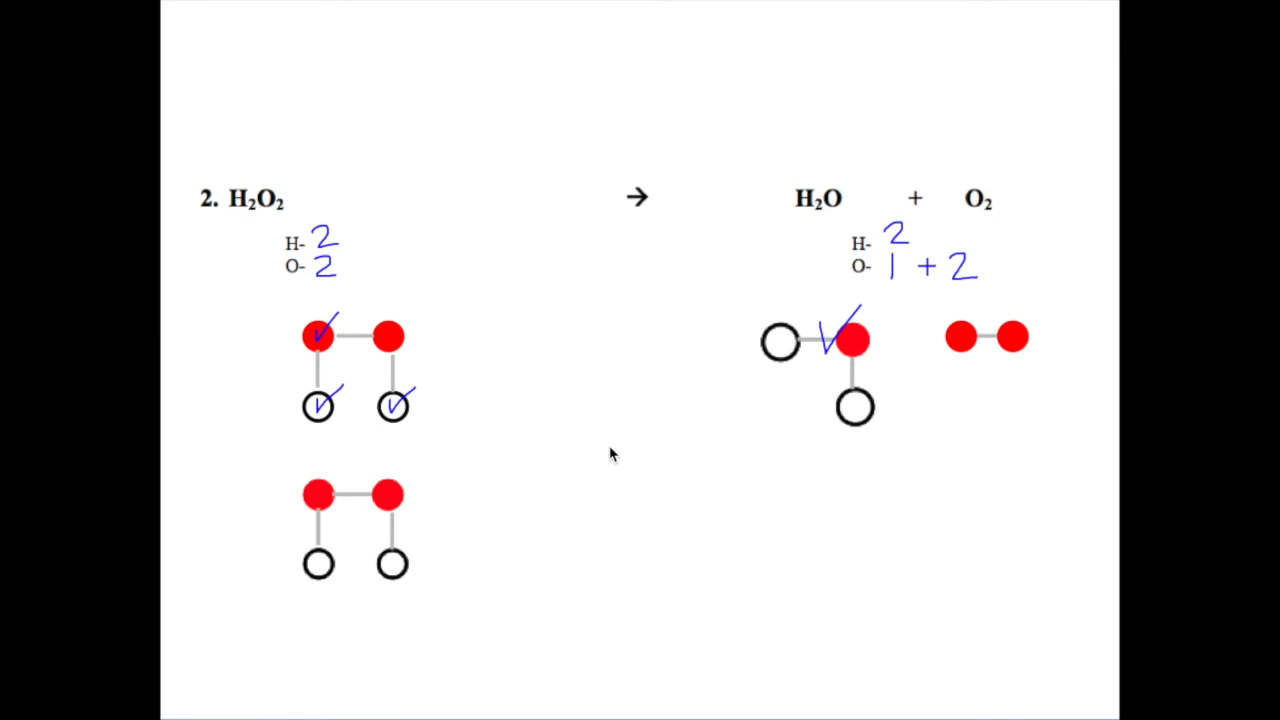 2. H₂O₂ → H₂O + O₂
H- 2 H- 2
O- 2 O- 1 + 2